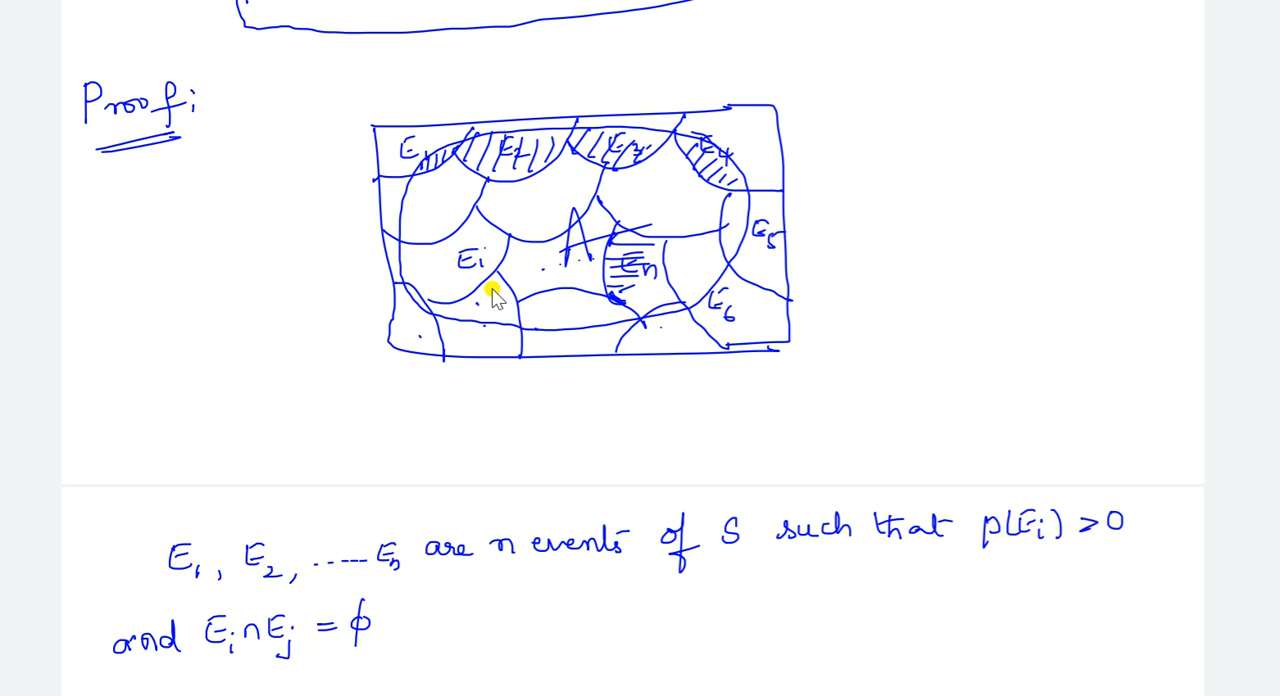 Proof:
E₁ E₂ E₃ E₄
E₅
A
Ei En
E₆
E₁, E₂, ..... Eₙ are n events of S such that p(Ei) > 0
and Ei ∩ Ej = ϕ